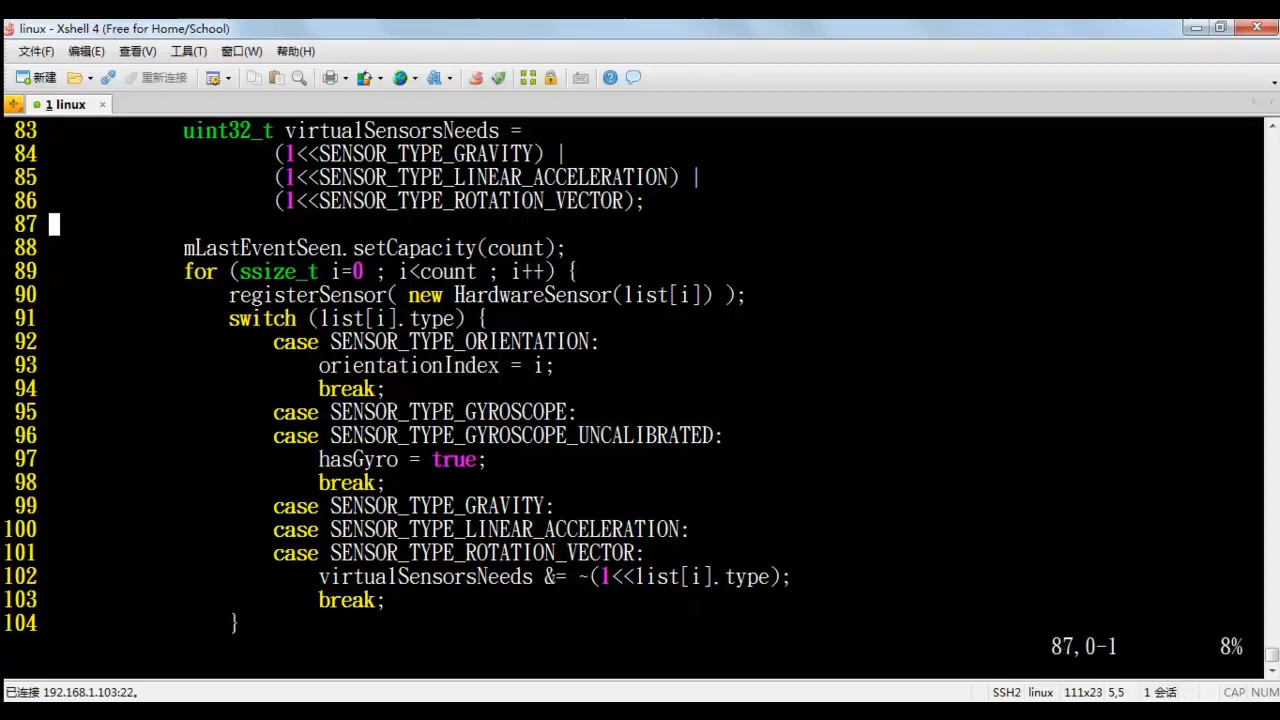 linux - Xshell 4 (Free for Home/School)
文件(F) 编辑(E) 查看(V) 工具(T) 窗口(W) 帮助(H)
新建 重新连接
1 linux
83 uint32_t virtualSensorsNeeds =
84 (1<<SENSOR_TYPE_GRAVITY) |
85 (1<<SENSOR_TYPE_LINEAR_ACCELERATION) |
86 (1<<SENSOR_TYPE_ROTATION_VECTOR);
87
88 mLastEventSeen.setCapacity(count);
89 for (ssize_t i=0 ; i<count ; i++) {
90 registerSensor( new HardwareSensor(list[i]) );
91 switch (list[i].type) {
92 case SENSOR_TYPE_ORIENTATION:
93 orientationIndex = i;
94 break;
95 case SENSOR_TYPE_GYROSCOPE:
96 case SENSOR_TYPE_GYROSCOPE_UNCALIBRATED:
97 hasGyro = true;
98 break;
99 case SENSOR_TYPE_GRAVITY:
100 case SENSOR_TYPE_LINEAR_ACCELERATION:
101 case SENSOR_TYPE_ROTATION_VECTOR:
102 virtualSensorsNeeds &= ~(1<<list[i].type);
103 break;
104 }
87,0-1 8%
已连接 192.168.1.103:22。 SSH2 linux 111x23 5,5 1 会话 CAP NUM